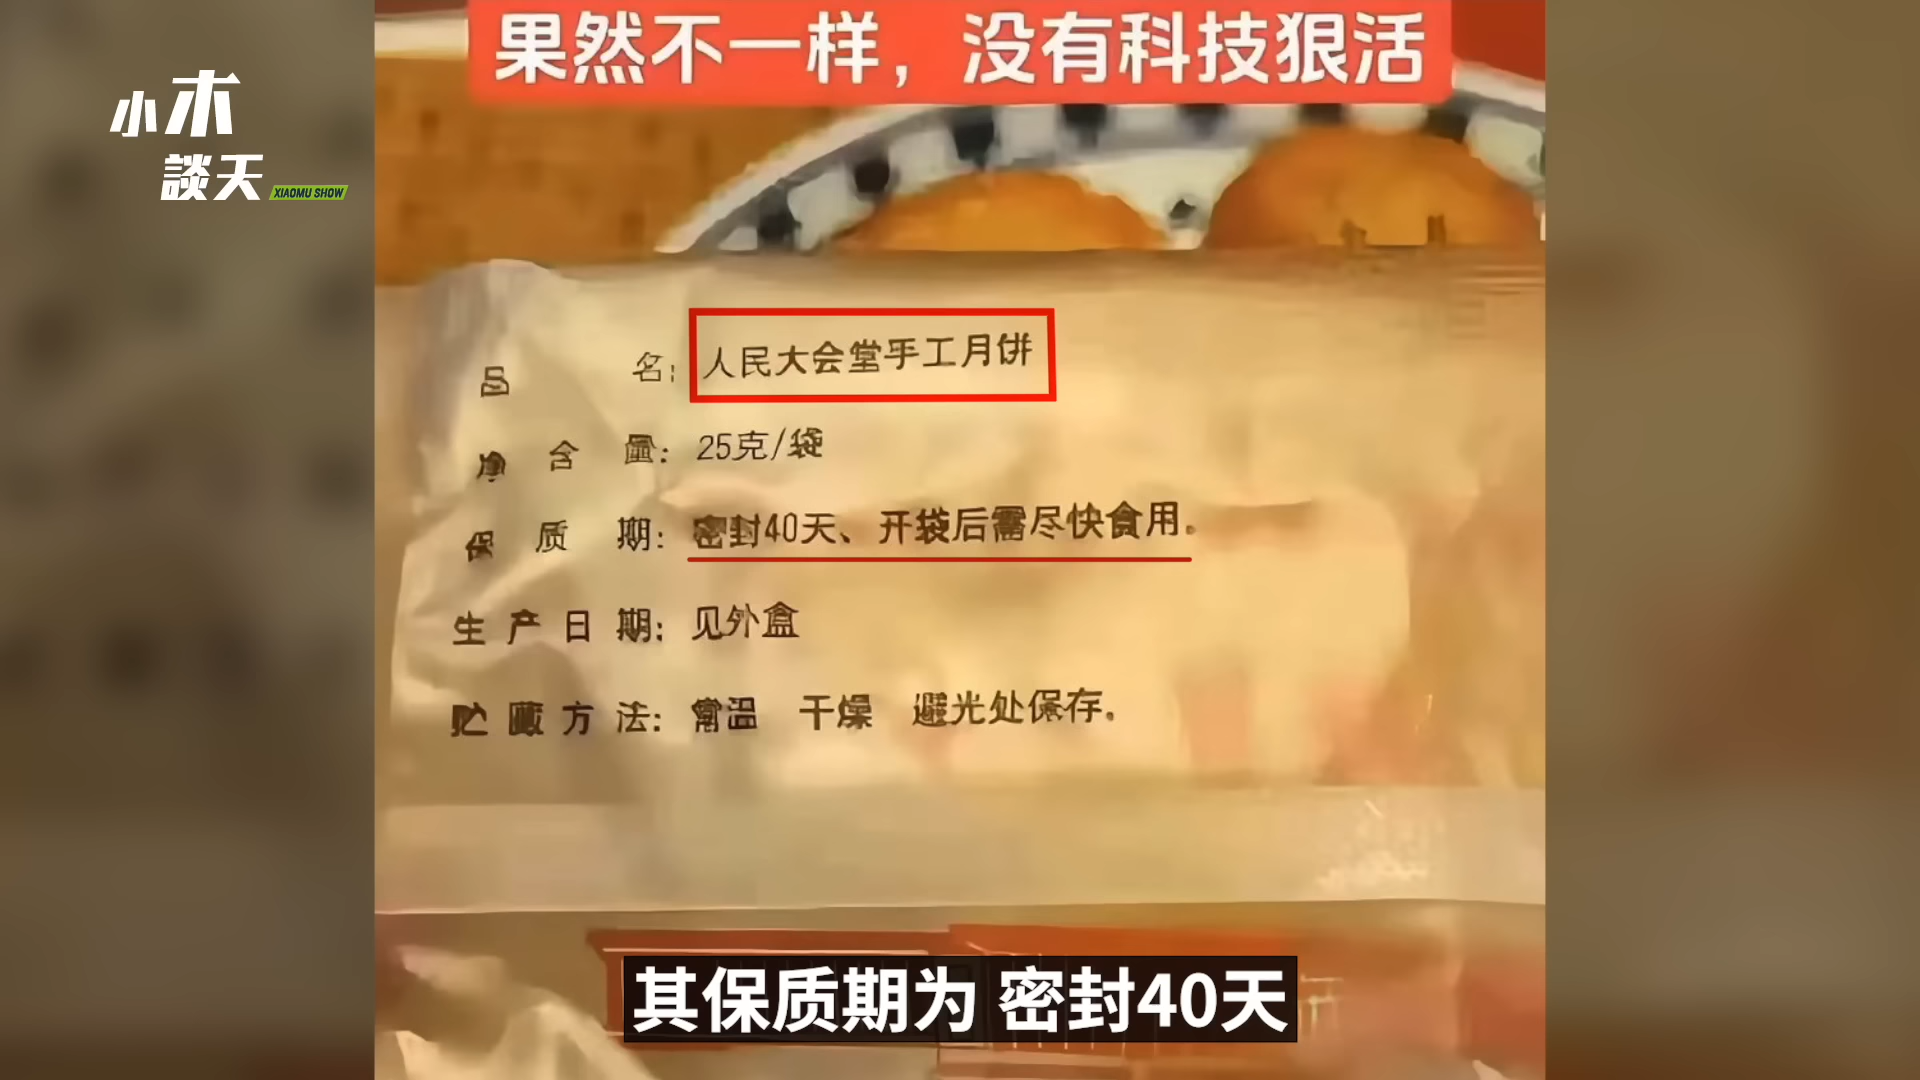 果然不一样，没有科技狠活
小木
談天 XIAOMU SHOW
品名：人民大会堂手工月饼
净含量：25克/袋
保质期：密封40天、开袋后需尽快食用。
生产日期：见外盒
贮藏方法：常温 干燥 避光处保存。
其保质期为 密封40天